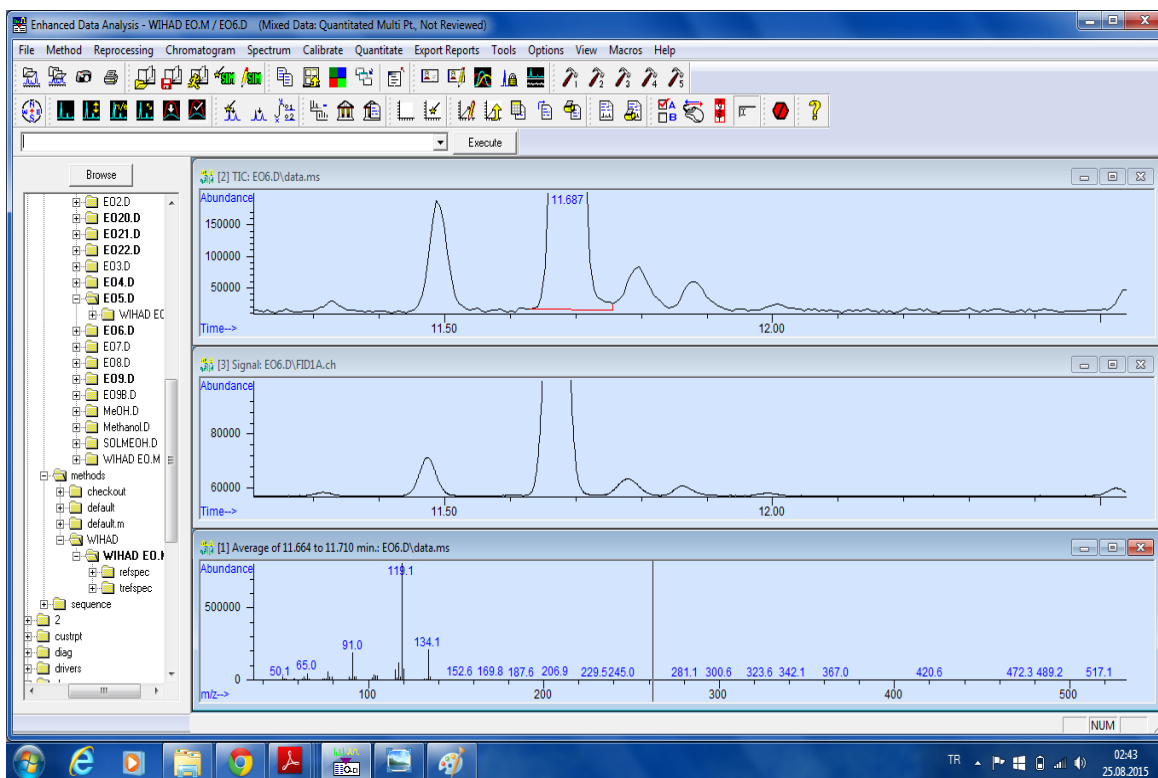 Enhanced Data Analysis - WIHAD EO.M / EO6.D (Mixed Data: Quantitated Multi Pt., Not Reviewed)
File Method Reprocessing Chromatogram Spectrum Calibrate Quantitate Export Reports Tools Options View Macros Help
Execute
Browse
EO2.D
EO20.D
EO21.D
EO22.D
EO3.D
EO4.D
EO5.D
WIHAD EO
EO6.D
EO7.D
EO8.D
EO9.D
EO9B.D
MeOH.D
Methanol.D
SOLMEOH.D
WIHAD EO.M
methods
checkout
default
default.m
WIHAD
WIHAD EO.
refspec
trefspec
sequence
2
custrpt
diag
drivers
[2] TIC: EO6.D\data.ms
Abundance
11.687
150000
100000
50000
11.50 12.00
Time-->
[3] Signal: EO6.D\FID1A.ch
Abundance
80000
60000
11.50 12.00
Time-->
[1] Average of 11.664 to 11.710 min.: EO6.D\data.ms
Abundance
119.1
500000
91.0 134.1
50.1 65.0 152.6 169.8 187.6 206.9 229.5 245.0 281.1 300.6 323.6 342.1 367.0 420.6 472.3 489.2 517.1
0
100 200 300 400 500
m/z-->
NUM
TR 02:43
25.08.2015